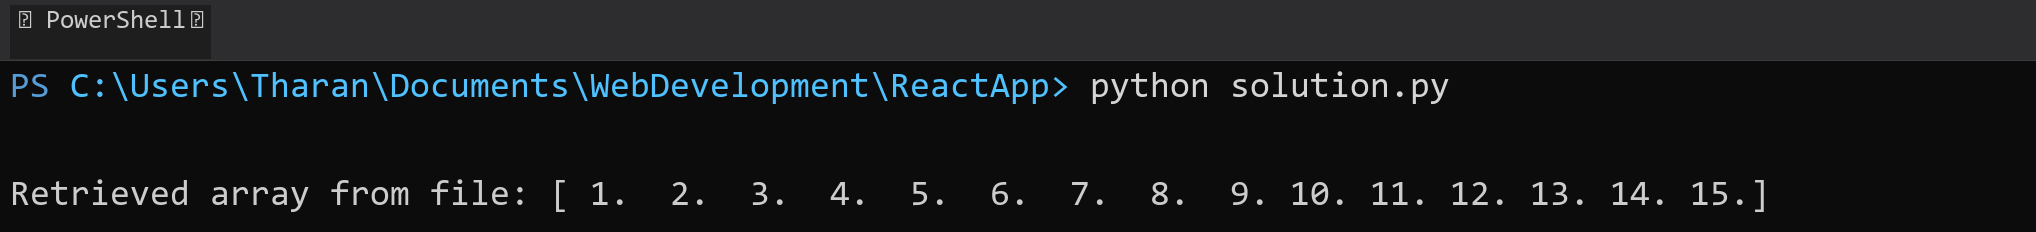 PowerShell
PS C:\Users\Tharan\Documents\WebDevelopment\ReactApp> python solution.py
Retrieved array from file: [ 1.  2.  3.  4.  5.  6.  7.  8.  9. 10. 11. 12. 13. 14. 15.]